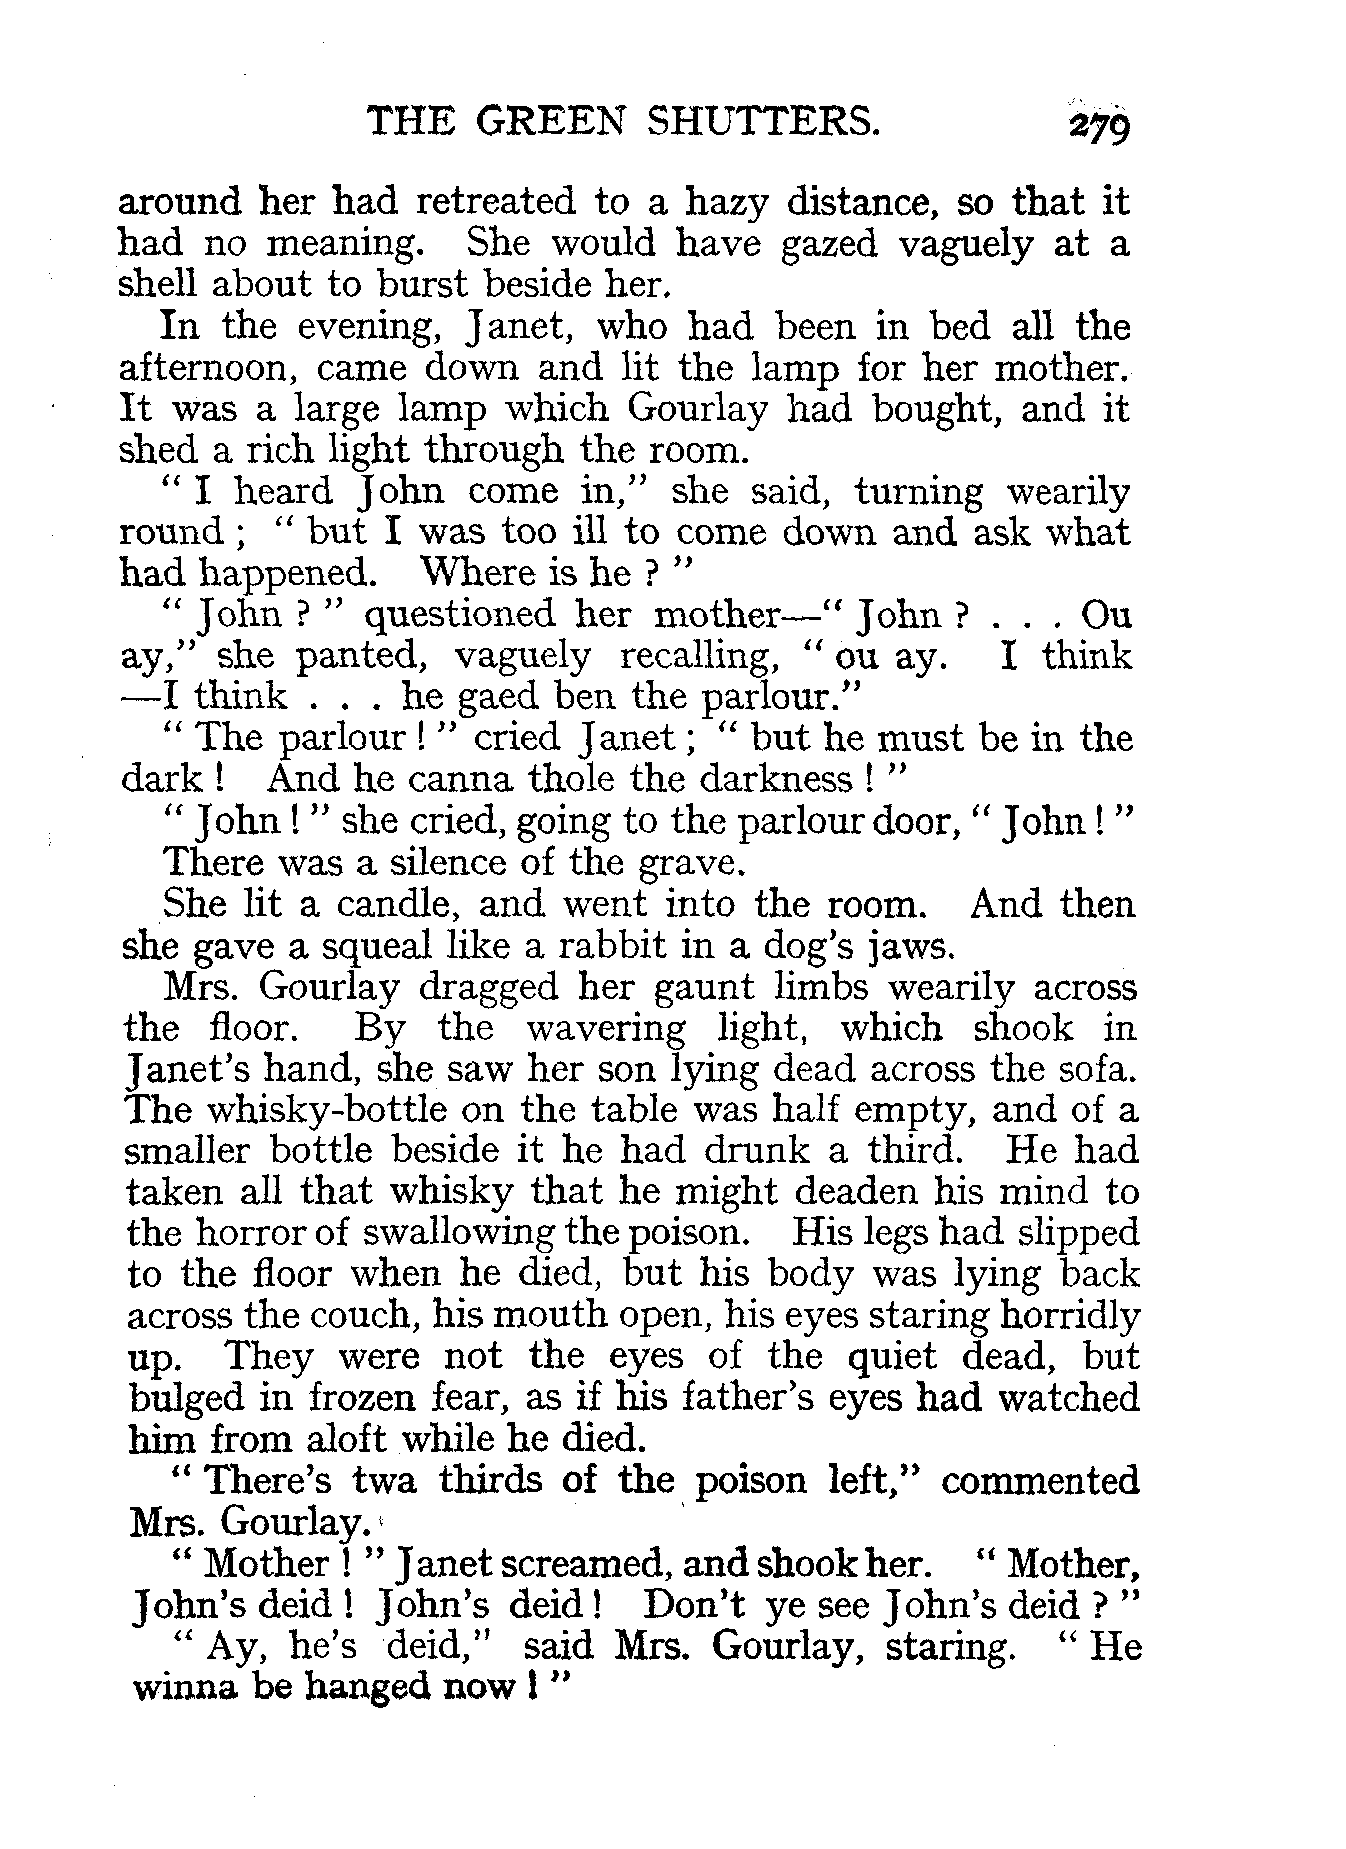 THE GREEN SHUTTERS. 279
around her had retreated to a hazy distance, so that it
had no meaning. She would have gazed vaguely at a
shell about to burst beside her.
In the evening, Janet, who had been in bed all the
afternoon, came down and lit the lamp for her mother.
It was a large lamp which Gourlay had bought, and it
shed a rich light through the room.
" I heard John come in," she said, turning wearily
round ; " but I was too ill to come down and ask what
had happened. Where is he ? "
" John ? " questioned her mother—" John ? . . . Ou
ay," she panted, vaguely recalling, " ou ay. I think
—I think . . . he gaed ben the parlour."
" The parlour ! " cried Janet ; " but he must be in the
dark ! And he canna thole the darkness ! "
" John ! " she cried, going to the parlour door, " John ! "
There was a silence of the grave.
She lit a candle, and went into the room. And then
she gave a squeal like a rabbit in a dog's jaws.
Mrs. Gourlay dragged her gaunt limbs wearily across
the floor. By the wavering light, which shook in
Janet's hand, she saw her son lying dead across the sofa.
The whisky-bottle on the table was half empty, and of a
smaller bottle beside it he had drunk a third. He had
taken all that whisky that he might deaden his mind to
the horror of swallowing the poison. His legs had slipped
to the floor when he died, but his body was lying back
across the couch, his mouth open, his eyes staring horridly
up. They were not the eyes of the quiet dead, but
bulged in frozen fear, as if his father's eyes had watched
him from aloft while he died.
" There's twa thirds of the poison left," commented
Mrs. Gourlay.
" Mother ! " Janet screamed, and shook her. " Mother,
John's deid ! John's deid ! Don't ye see John's deid ? "
" Ay, he's deid," said Mrs. Gourlay, staring. " He
winna be hanged now ! "